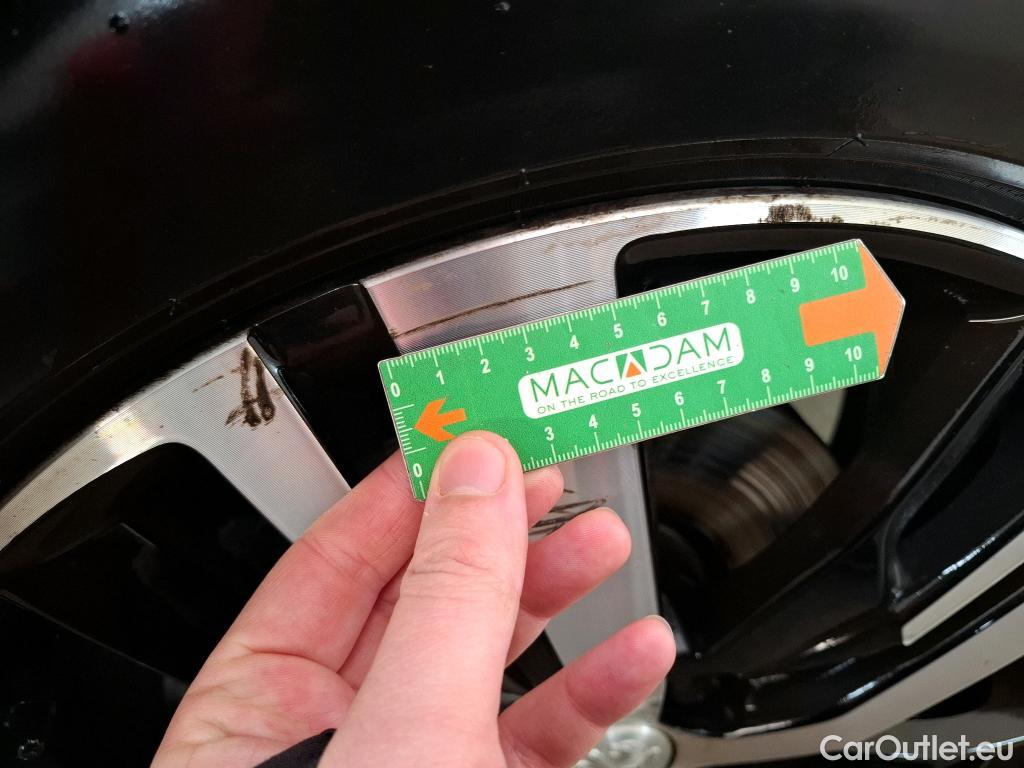 0 1 2 3 4 5 6 7 8 9 10
MACADAM
ON THE ROAD TO EXCELLENCE
0 3 4 5 6 7 8 9 10
CarOutlet.eu